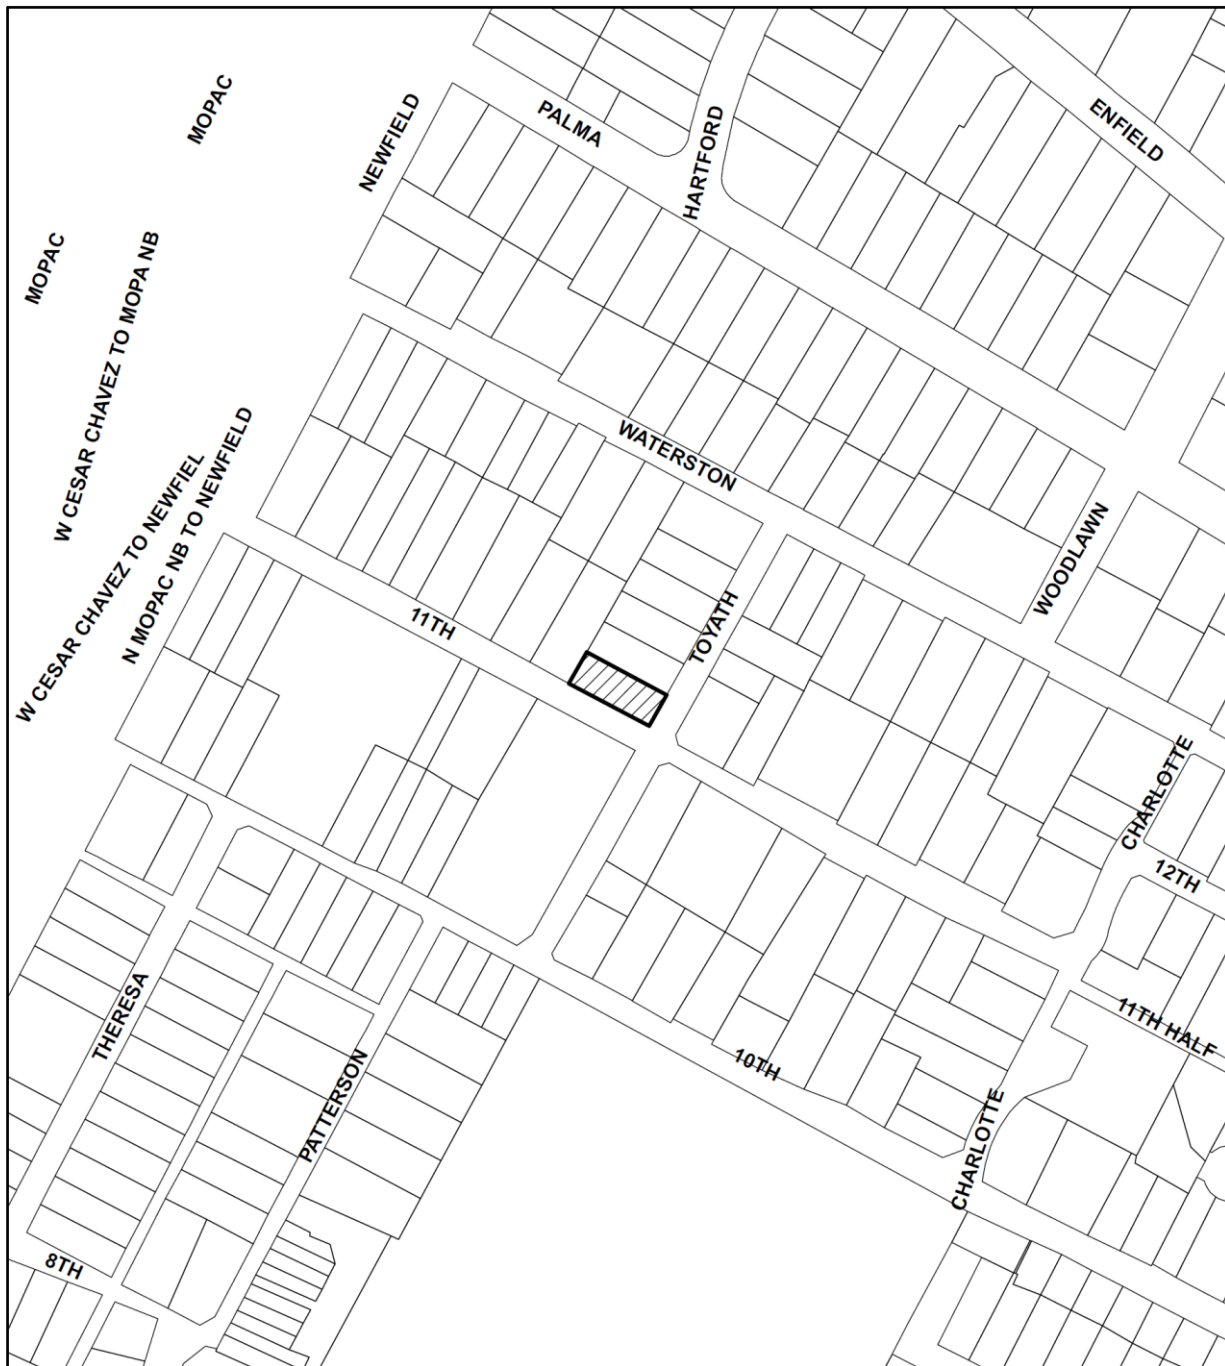 MOPAC
NEWFIELD
PALMA
HARTFORD
ENFIELD
MOPAC
W CESAR CHAVEZ TO MOPA NB
W CESAR CHAVEZ TO NEWFIEL
N MOPAC NB TO NEWFIELD
WATERSTON
WOODLAWN
11TH
TOYATH
CHARLOTTE
12TH
THERESA
11TH HALF
PATTERSON
10TH
CHARLOTTE
8TH